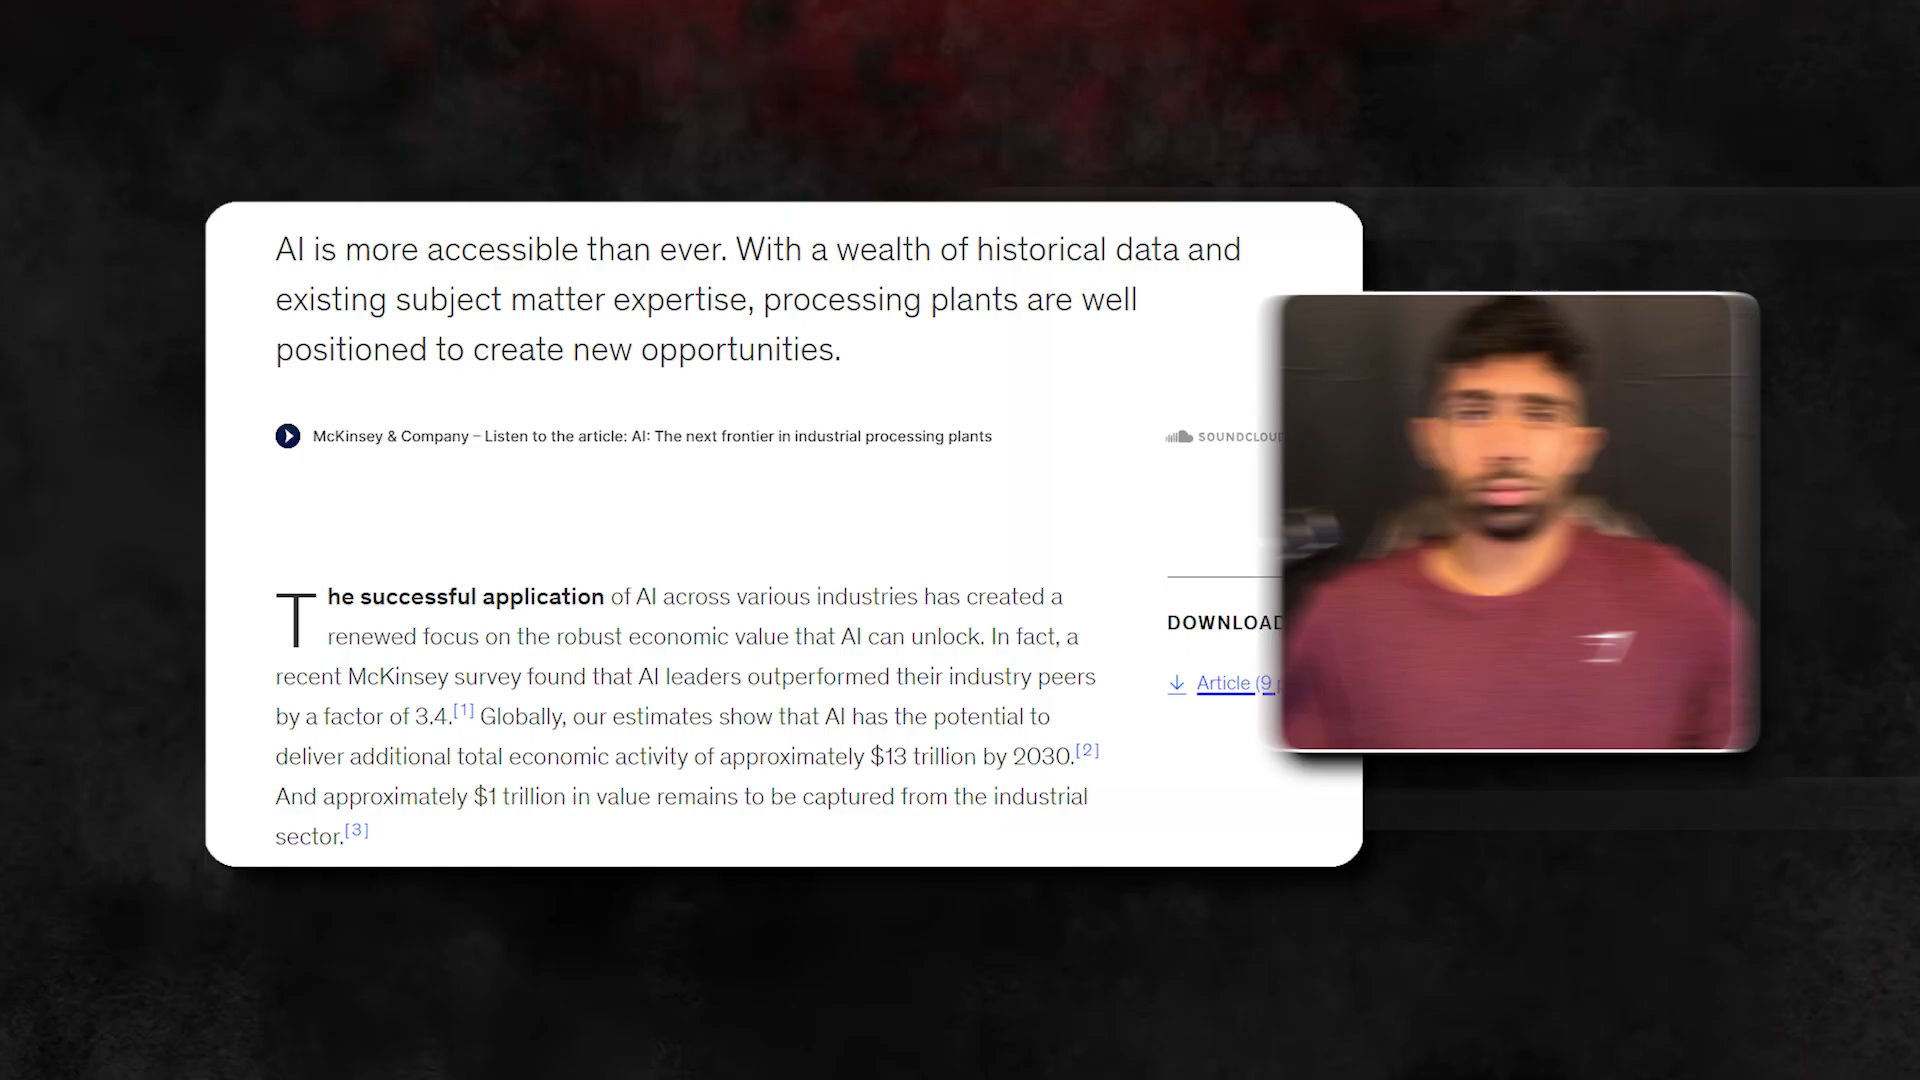 AI is more accessible than ever. With a wealth of historical data and
existing subject matter expertise, processing plants are well
positioned to create new opportunities.
McKinsey & Company – Listen to the article: AI: The next frontier in industrial processing plants
SOUNDCLOUD
The successful application of AI across various industries has created a
renewed focus on the robust economic value that AI can unlock. In fact, a
recent McKinsey survey found that AI leaders outperformed their industry peers
by a factor of 3.4.[1] Globally, our estimates show that AI has the potential to
deliver additional total economic activity of approximately $13 trillion by 2030.[2]
And approximately $1 trillion in value remains to be captured from the industrial
sector.[3]
DOWNLOAD
Article (9